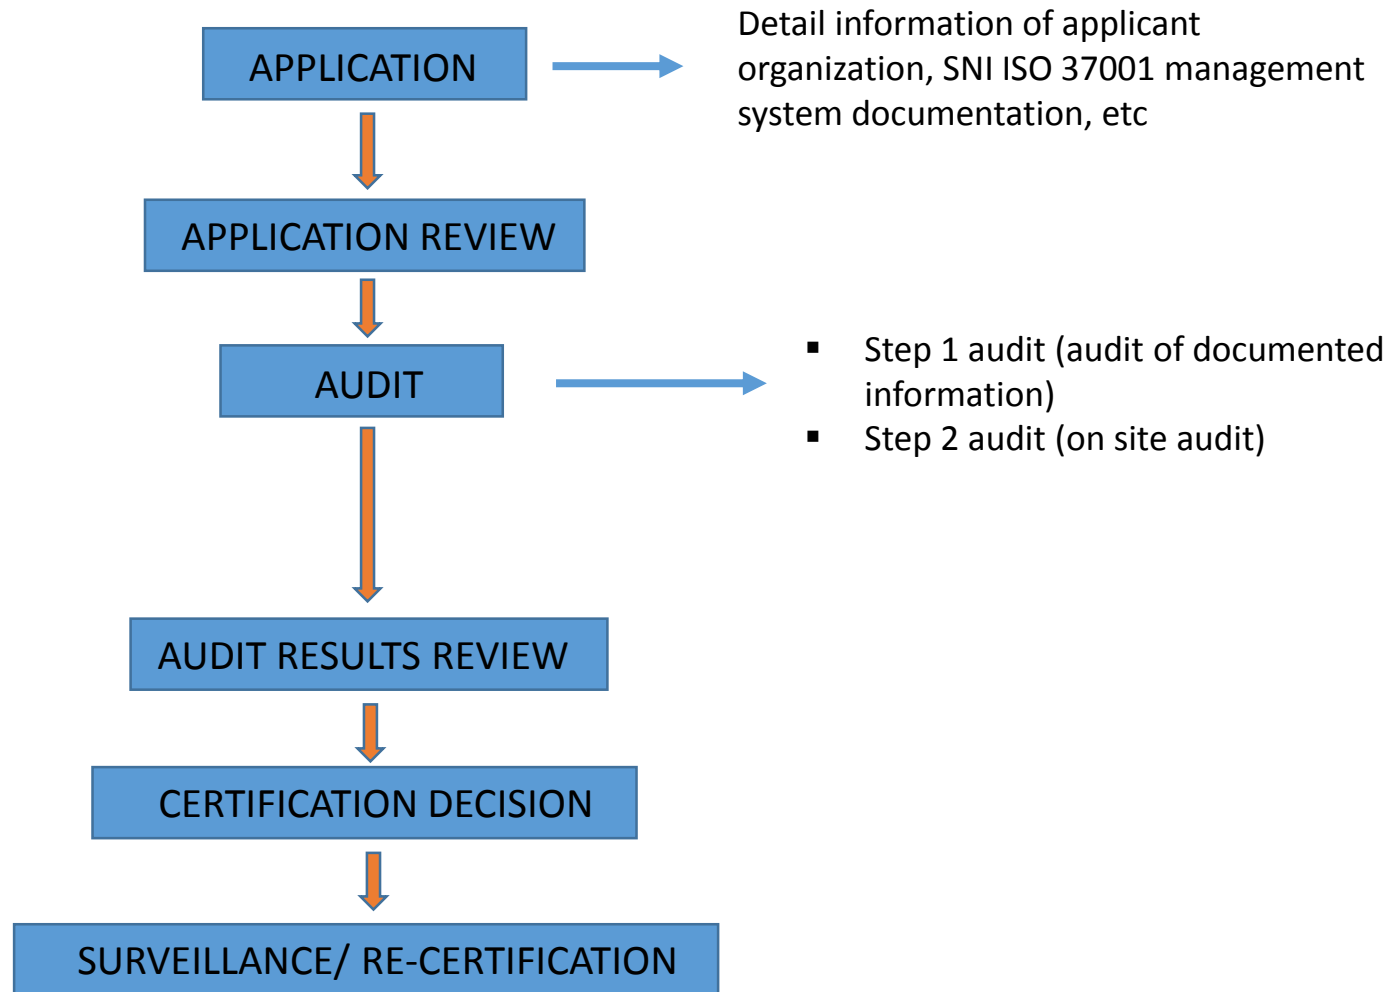 APPLICATION
Detail information of applicant
organization, SNI ISO 37001 management
system documentation, etc
APPLICATION REVIEW
AUDIT
▪ Step 1 audit (audit of documented
information)
▪ Step 2 audit (on site audit)
AUDIT RESULTS REVIEW
CERTIFICATION DECISION
SURVEILLANCE/ RE-CERTIFICATION